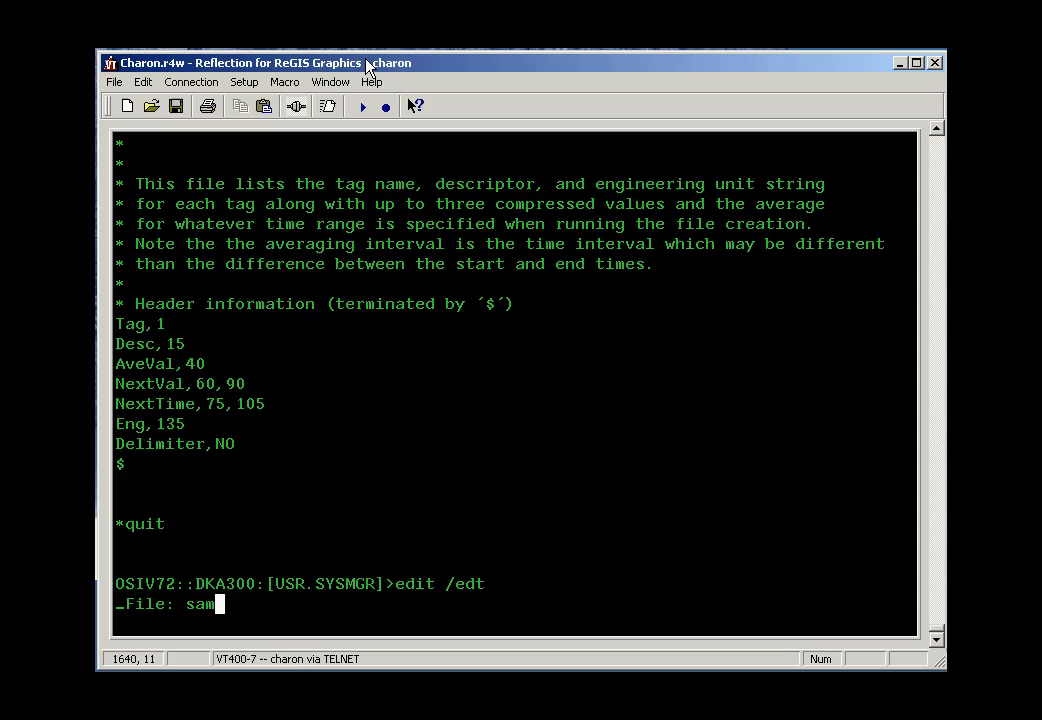 Charon.r4w - Reflection for ReGIS Graphics - charon
File Edit Connection Setup Macro Window Help
*
*
* This file lists the tag name, descriptor, and engineering unit string
* for each tag along with up to three compressed values and the average
* for whatever time range is specified when running the file creation.
* Note the the averaging interval is the time interval which may be different
* than the difference between the start and end times.
*
* Header information (terminated by ´$´)
Tag,1
Desc,15
AveVal,40
NextVal,60,90
NextTime,75,105
Eng,135
Delimiter,NO
$
*quit
OSIV72::DKA300:[USR.SYSMGR]>edit /edt
_File: sam
1640, 11 VT400-7 -- charon via TELNET Num